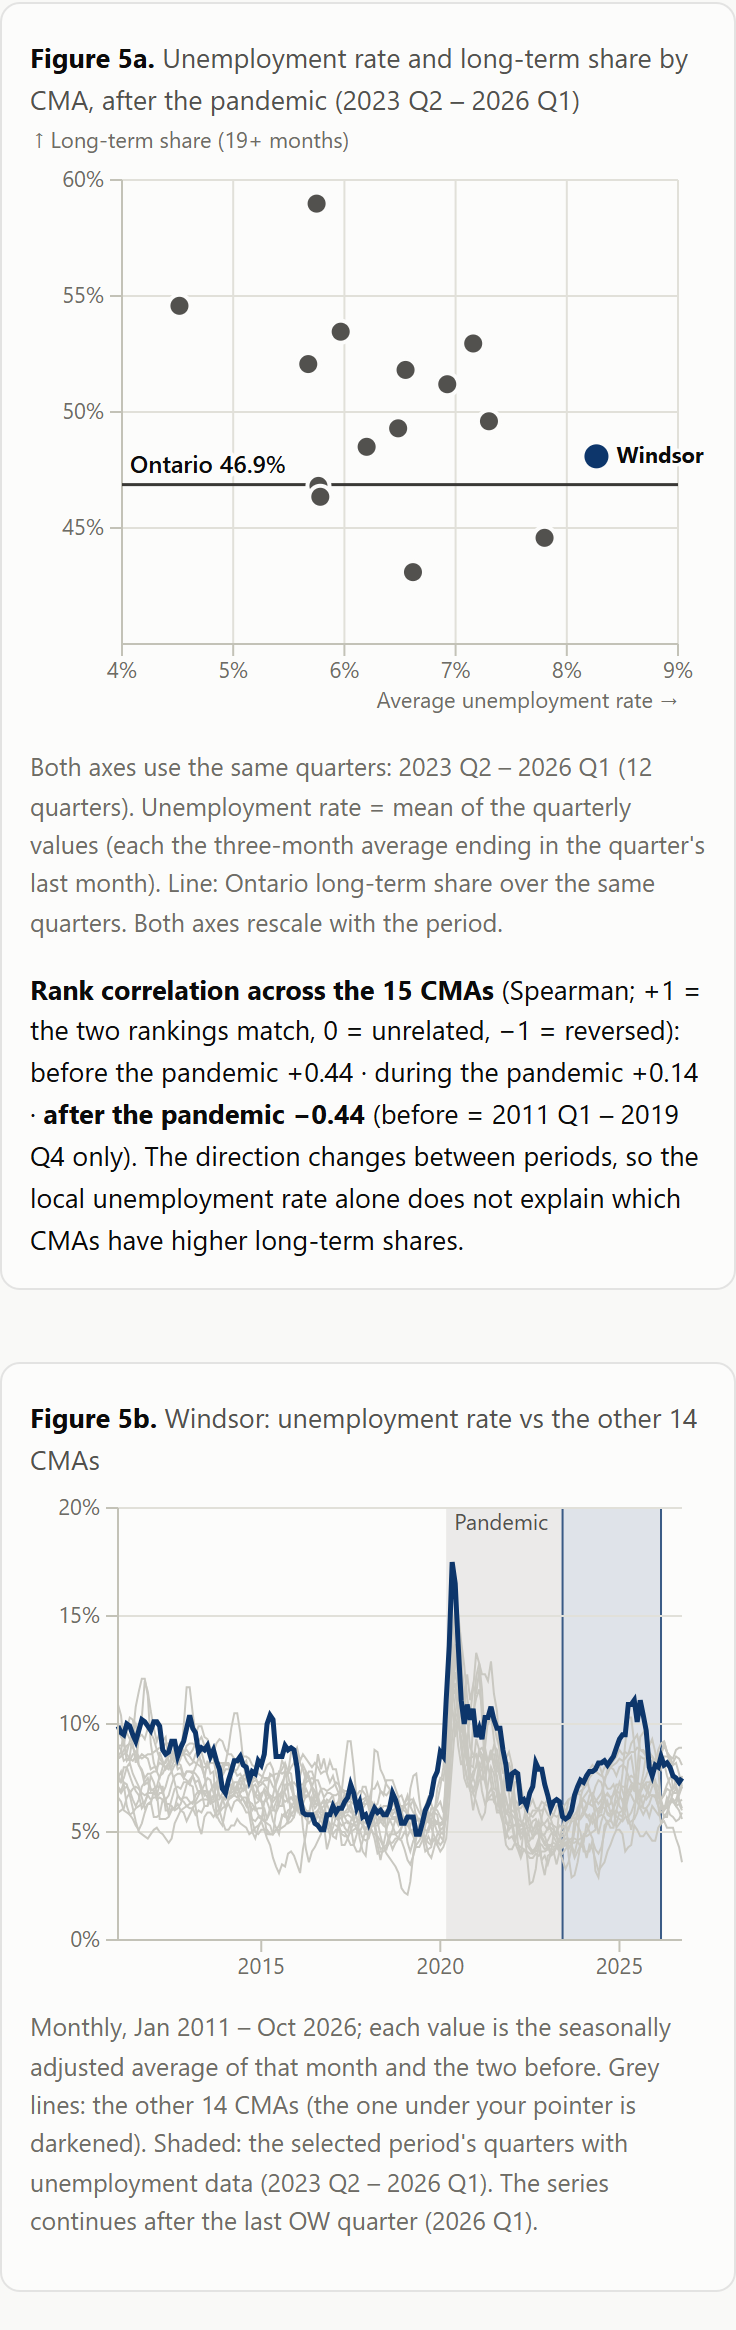 Figure 5a. Unemployment rate and long-term share by
CMA, after the pandemic (2023 Q2 – 2026 Q1)
↑ Long-term share (19+ months)
60%
55%
50%
Ontario 46.9%
Windsor
45%
4%
5%
6%
7%
8%
9%
Average unemployment rate →
Both axes use the same quarters: 2023 Q2 – 2026 Q1 (12
quarters). Unemployment rate = mean of the quarterly
values (each the three-month average ending in the quarter's
last month). Line: Ontario long-term share over the same
quarters. Both axes rescale with the period.
Rank correlation across the 15 CMAs (Spearman; +1 =
the two rankings match, 0 = unrelated, −1 = reversed):
before the pandemic +0.44 · during the pandemic +0.14
· after the pandemic −0.44 (before = 2011 Q1 – 2019
Q4 only). The direction changes between periods, so the
local unemployment rate alone does not explain which
CMAs have higher long-term shares.
Figure 5b. Windsor: unemployment rate vs the other 14
CMAs
20%
Pandemic
15%
10%
5%
0%
2015
2020
2025
Monthly, Jan 2011 – Oct 2026; each value is the seasonally
adjusted average of that month and the two before. Grey
lines: the other 14 CMAs (the one under your pointer is
darkened). Shaded: the selected period's quarters with
unemployment data (2023 Q2 – 2026 Q1). The series
continues after the last OW quarter (2026 Q1).